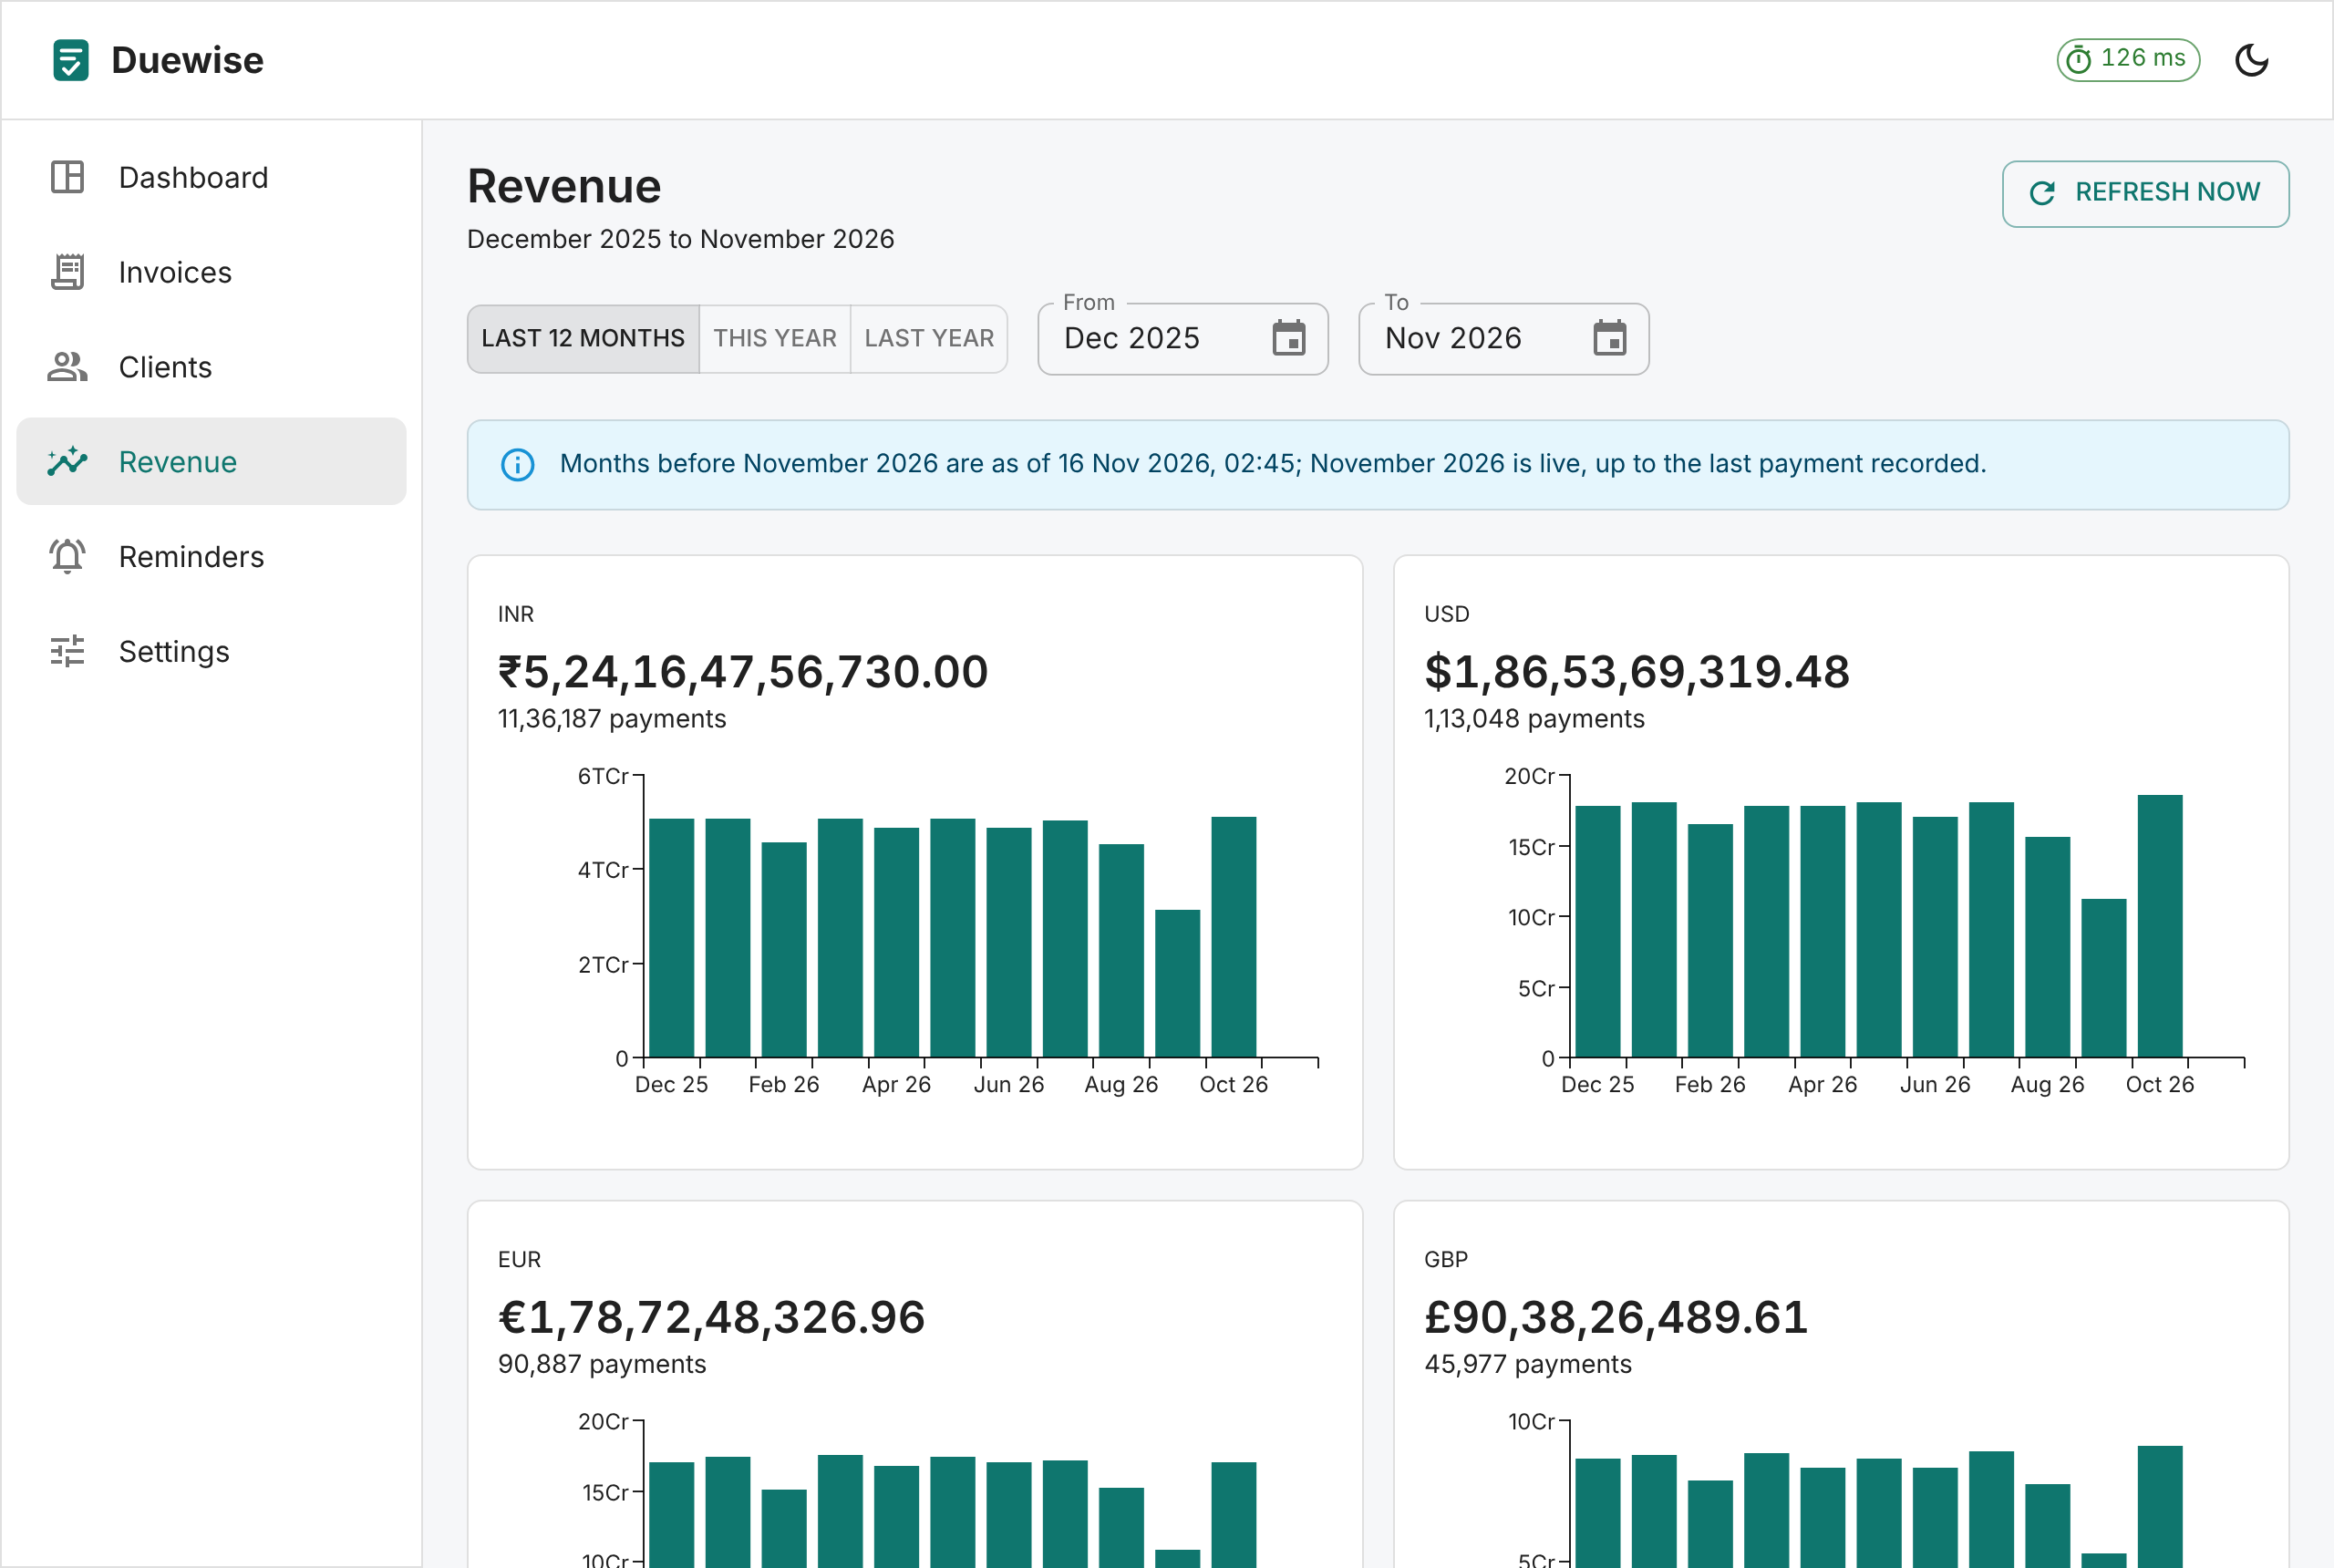 Duewise
126 ms
Dashboard
Invoices
Clients
Revenue
Reminders
Settings
Revenue
December 2025 to November 2026
REFRESH NOW
LAST 12 MONTHS
THIS YEAR
LAST YEAR
From
Dec 2025
To
Nov 2026
Months before November 2026 are as of 16 Nov 2026, 02:45; November 2026 is live, up to the last payment recorded.
INR
₹5,24,16,47,56,730.00
11,36,187 payments
6TCr
4TCr
2TCr
0
Dec 25 Feb 26 Apr 26 Jun 26 Aug 26 Oct 26
USD
$1,86,53,69,319.48
1,13,048 payments
20Cr
15Cr
10Cr
5Cr
0
Dec 25 Feb 26 Apr 26 Jun 26 Aug 26 Oct 26
EUR
€1,78,72,48,326.96
90,887 payments
20Cr
15Cr
10Cr
GBP
£90,38,26,489.61
45,977 payments
10Cr
5Cr